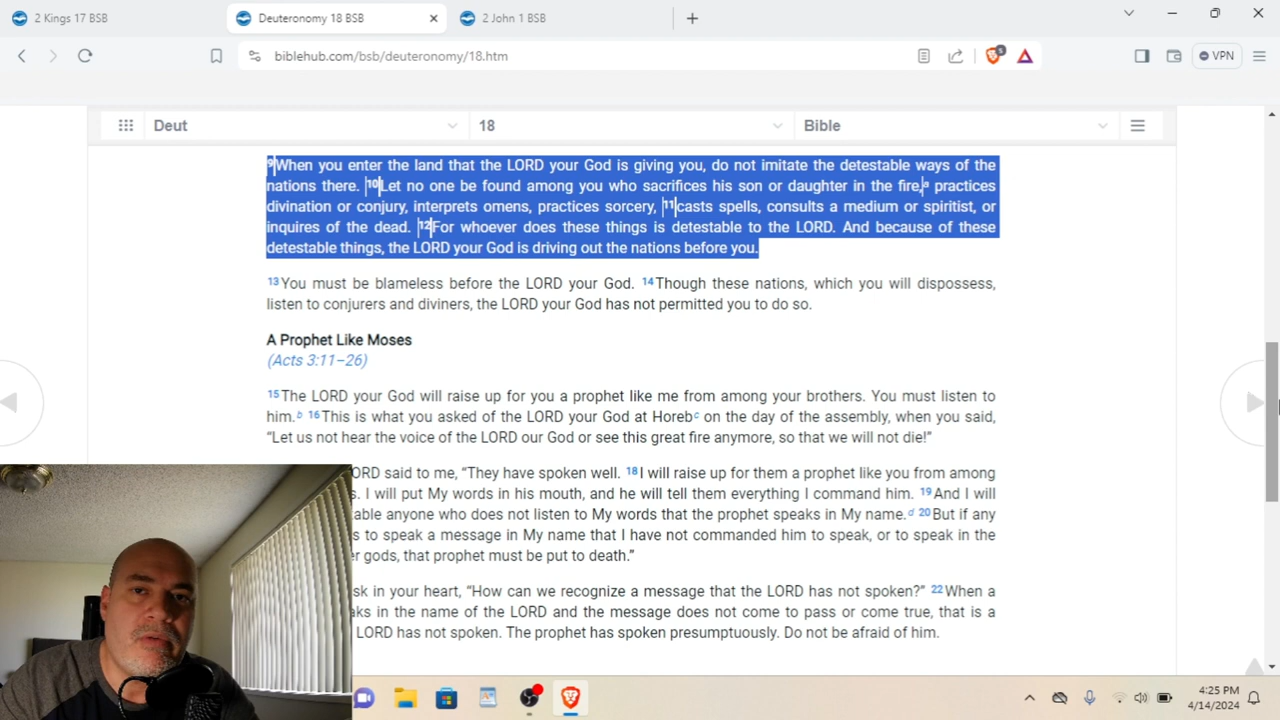 2 Kings 17 BSB
Deuteronomy 18 BSB
2 John 1 BSB
biblehub.com/bsb/deuteronomy/18.htm
5
VPN
Deut
18
Bible
9When you enter the land that the LORD your God is giving you, do not imitate the detestable ways of the
nations there. 10Let no one be found among you who sacrifices his son or daughter in the fire,a practices
divination or conjury, interprets omens, practices sorcery, 11casts spells, consults a medium or spiritist, or
inquires of the dead. 12For whoever does these things is detestable to the LORD. And because of these
detestable things, the LORD your God is driving out the nations before you.
13You must be blameless before the LORD your God. 14Though these nations, which you will dispossess,
listen to conjurers and diviners, the LORD your God has not permitted you to do so.
A Prophet Like Moses
(Acts 3:11–26)
15The LORD your God will raise up for you a prophet like me from among your brothers. You must listen to
him.b 16This is what you asked of the LORD your God at Horebc on the day of the assembly, when you said,
“Let us not hear the voice of the LORD our God or see this great fire anymore, so that we will not die!”
ORD said to me, “They have spoken well. 18I will raise up for them a prophet like you from among
s. I will put My words in his mouth, and he will tell them everything I command him. 19And I will
table anyone who does not listen to My words that the prophet speaks in My name.d 20But if any
s to speak a message in My name that I have not commanded him to speak, or to speak in the
r gods, that prophet must be put to death.”
sk in your heart, “How can we recognize a message that the LORD has not spoken?” 22When a
aks in the name of the LORD and the message does not come to pass or come true, that is a
LORD has not spoken. The prophet has spoken presumptuously. Do not be afraid of him.
4:25 PM
4/14/2024